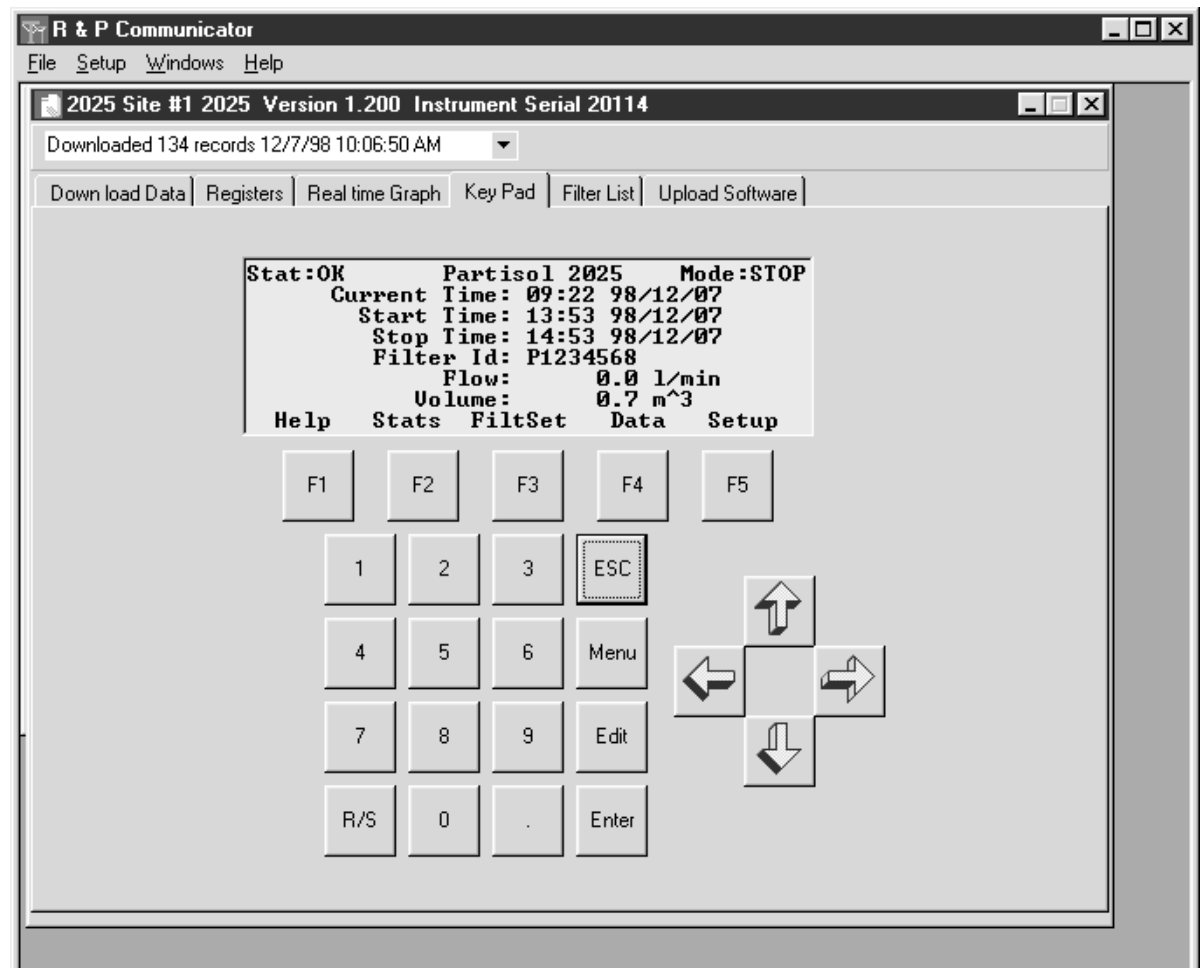 R & P Communicator
File Setup Windows Help
2025 Site #1 2025 Version 1.200 Instrument Serial 20114
Downloaded 134 records 12/7/98 10:06:50 AM
Down load Data Registers Real time Graph Key Pad Filter List Upload Software
Stat:OK Partisol 2025 Mode:STOP
Current Time: 09:22 98/12/07
Start Time: 13:53 98/12/07
Stop Time: 14:53 98/12/07
Filter Id: P1234568
Flow: 0.0 l/min
Volume: 0.7 m^3
Help Stats FiltSet Data Setup
F1 F2 F3 F4 F5
1 2 3 ESC
4 5 6 Menu
7 8 9 Edit
R/S 0 . Enter